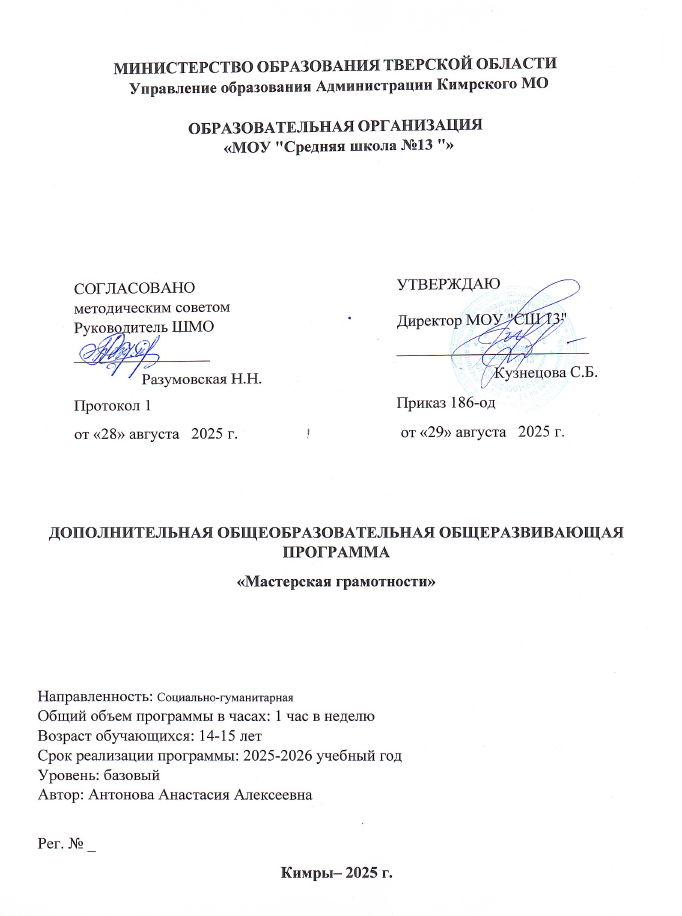 МИНИСТЕРСТВО ОБРАЗОВАНИЯ ТВЕРСКОЙ ОБЛАСТИ
Управление образования Администрации Кимрского МО
ОБРАЗОВАТЕЛЬНАЯ ОРГАНИЗАЦИЯ
«МОУ "Средняя школа №13 "»
СОГЛАСОВАНО
методическим советом
Руководитель ШМО
Разумовская Н.Н.
Протокол 1
от «28» августа 2025 г.
УТВЕРЖДАЮ
Директор МОУ "СШ 13"
Кузнецова С.Б.
Приказ 186-од
от «29» августа 2025 г.
ДОПОЛНИТЕЛЬНАЯ ОБЩЕОБРАЗОВАТЕЛЬНАЯ ОБЩЕРАЗВИВАЮЩАЯ
ПРОГРАММА
«Мастерская грамотности»
Направленность: Социально-гуманитарная
Общий объем программы в часах: 1 час в неделю
Возраст обучающихся: 14-15 лет
Срок реализации программы: 2025-2026 учебный год
Уровень: базовый
Автор: Антонова Анастасия Алексеевна
Рег. № _
Кимры– 2025 г.